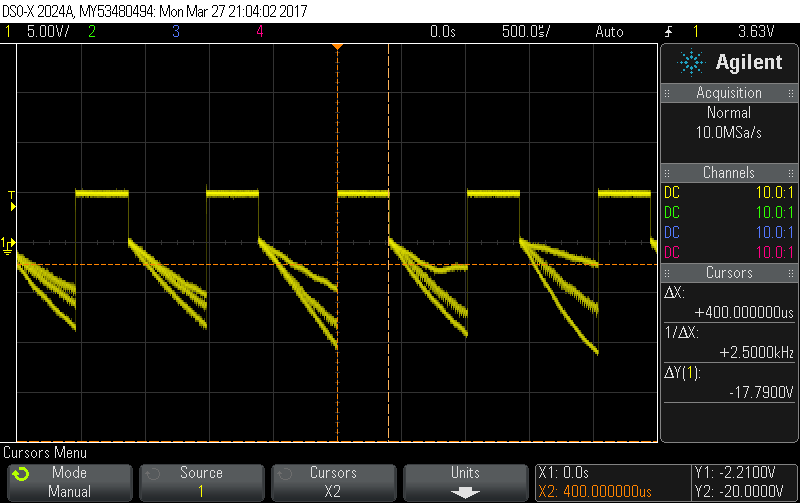 DSO-X 2024A, MY53480494: Mon Mar 27 21:04:02 2017
1 5.00V/ 2 3 4 0.0s 500.0us/ Auto 1 3.63V
Agilent
Acquisition
Normal
10.0MSa/s
Channels
DC 10.0:1
DC 10.0:1
DC 10.0:1
DC 10.0:1
Cursors
ΔX:
+400.000000us
1/ΔX:
+2.5000kHz
ΔY(1):
-17.7900V
T
1
Cursors Menu
Mode Source Cursors Units X1: 0.0s Y1: -2.2100V
Manual 1 X2 X2: 400.000000us Y2: -20.0000V